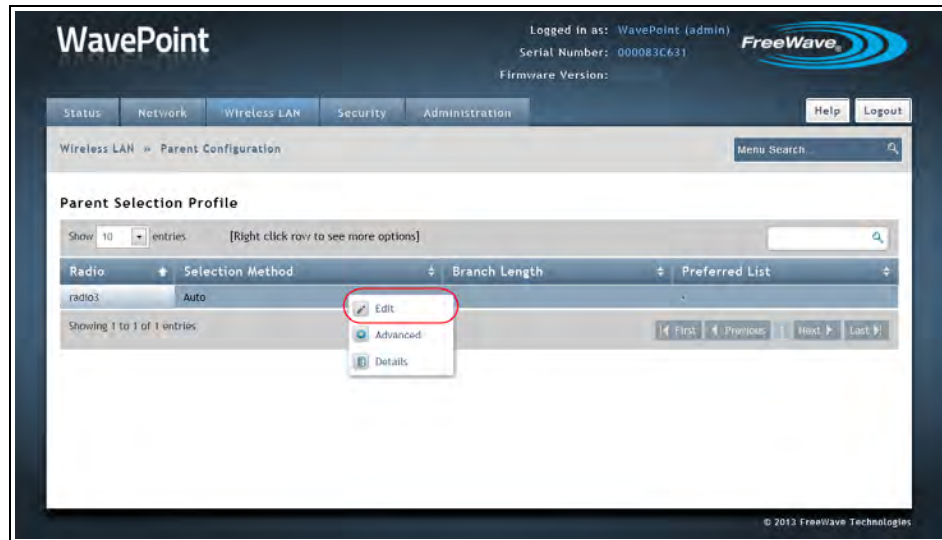 WavePoint
Logged in as: WavePoint (admin)
Serial Number: 000083C631
Firmware Version:
FreeWave
Status Network Wireless LAN Security Administration Help Logout
Wireless LAN » Parent Configuration Menu Search...
Parent Selection Profile
Show 10 entries [Right click row to see more options]
Radio Selection Method Branch Length Preferred List
radio3 Auto -
Edit
Showing 1 to 1 of 1 entries First Previous 1 Next Last
Advanced
Details
© 2013 FreeWave Technologies